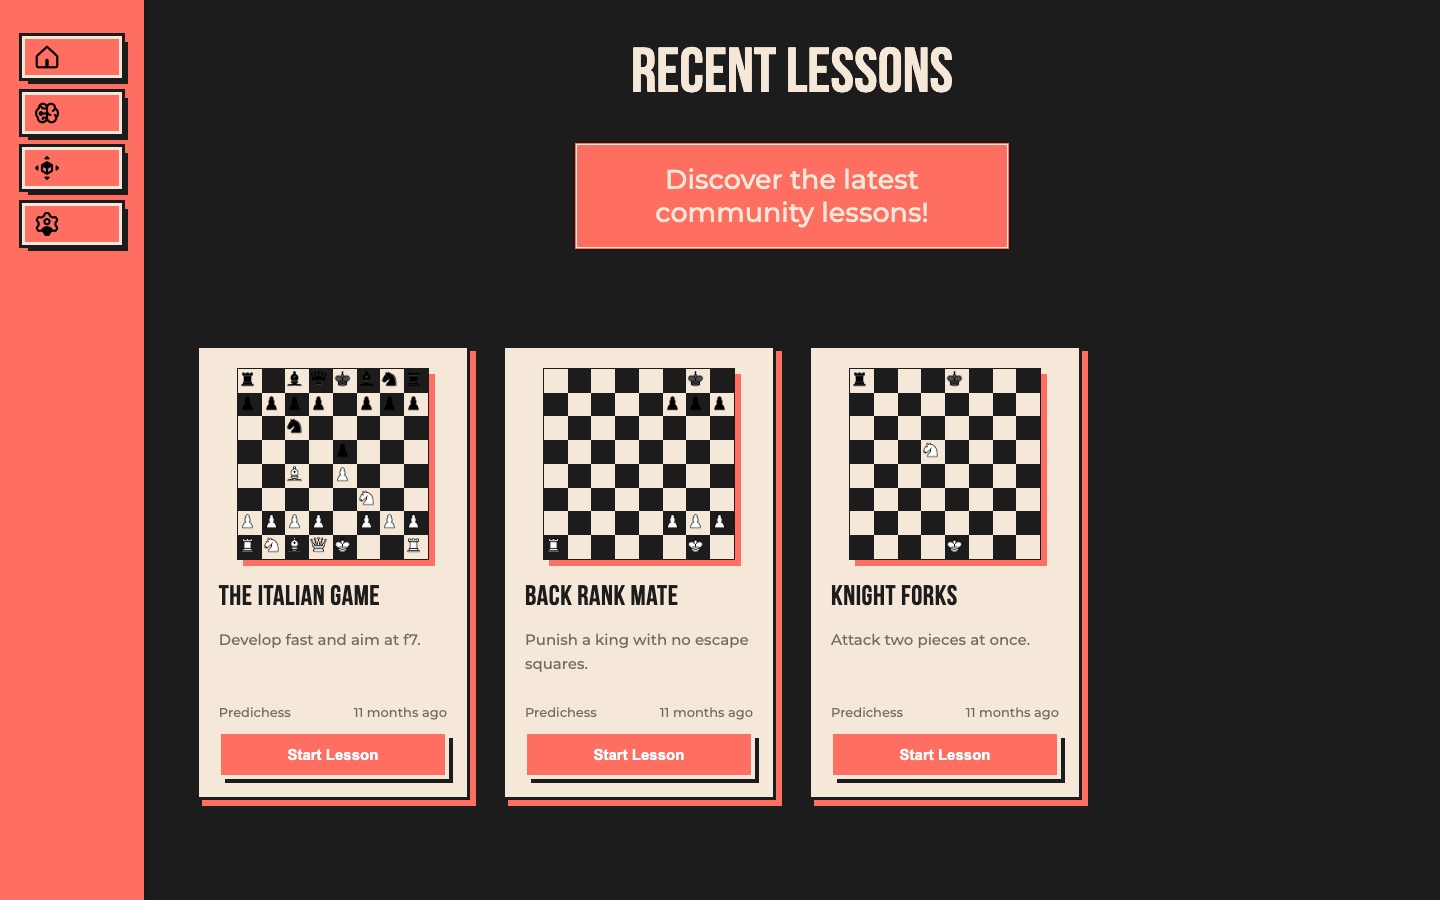 RECENT LESSONS
Discover the latest
community lessons!
THE ITALIAN GAME
Develop fast and aim at f7.
Predichess
11 months ago
Start Lesson
BACK RANK MATE
Punish a king with no escape
squares.
Predichess
11 months ago
Start Lesson
KNIGHT FORKS
Attack two pieces at once.
Predichess
11 months ago
Start Lesson